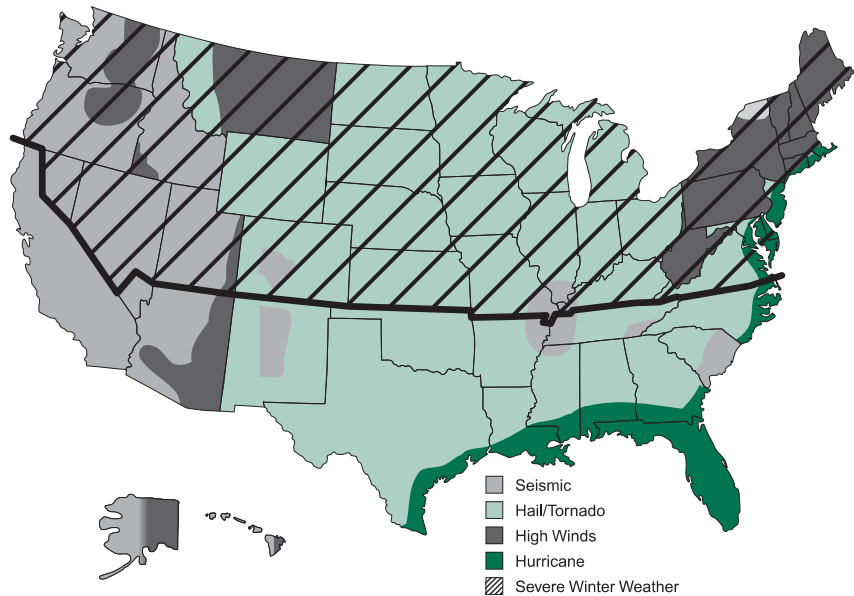 Seismic
Hail/Tornado
High Winds
Hurricane
Severe Winter Weather